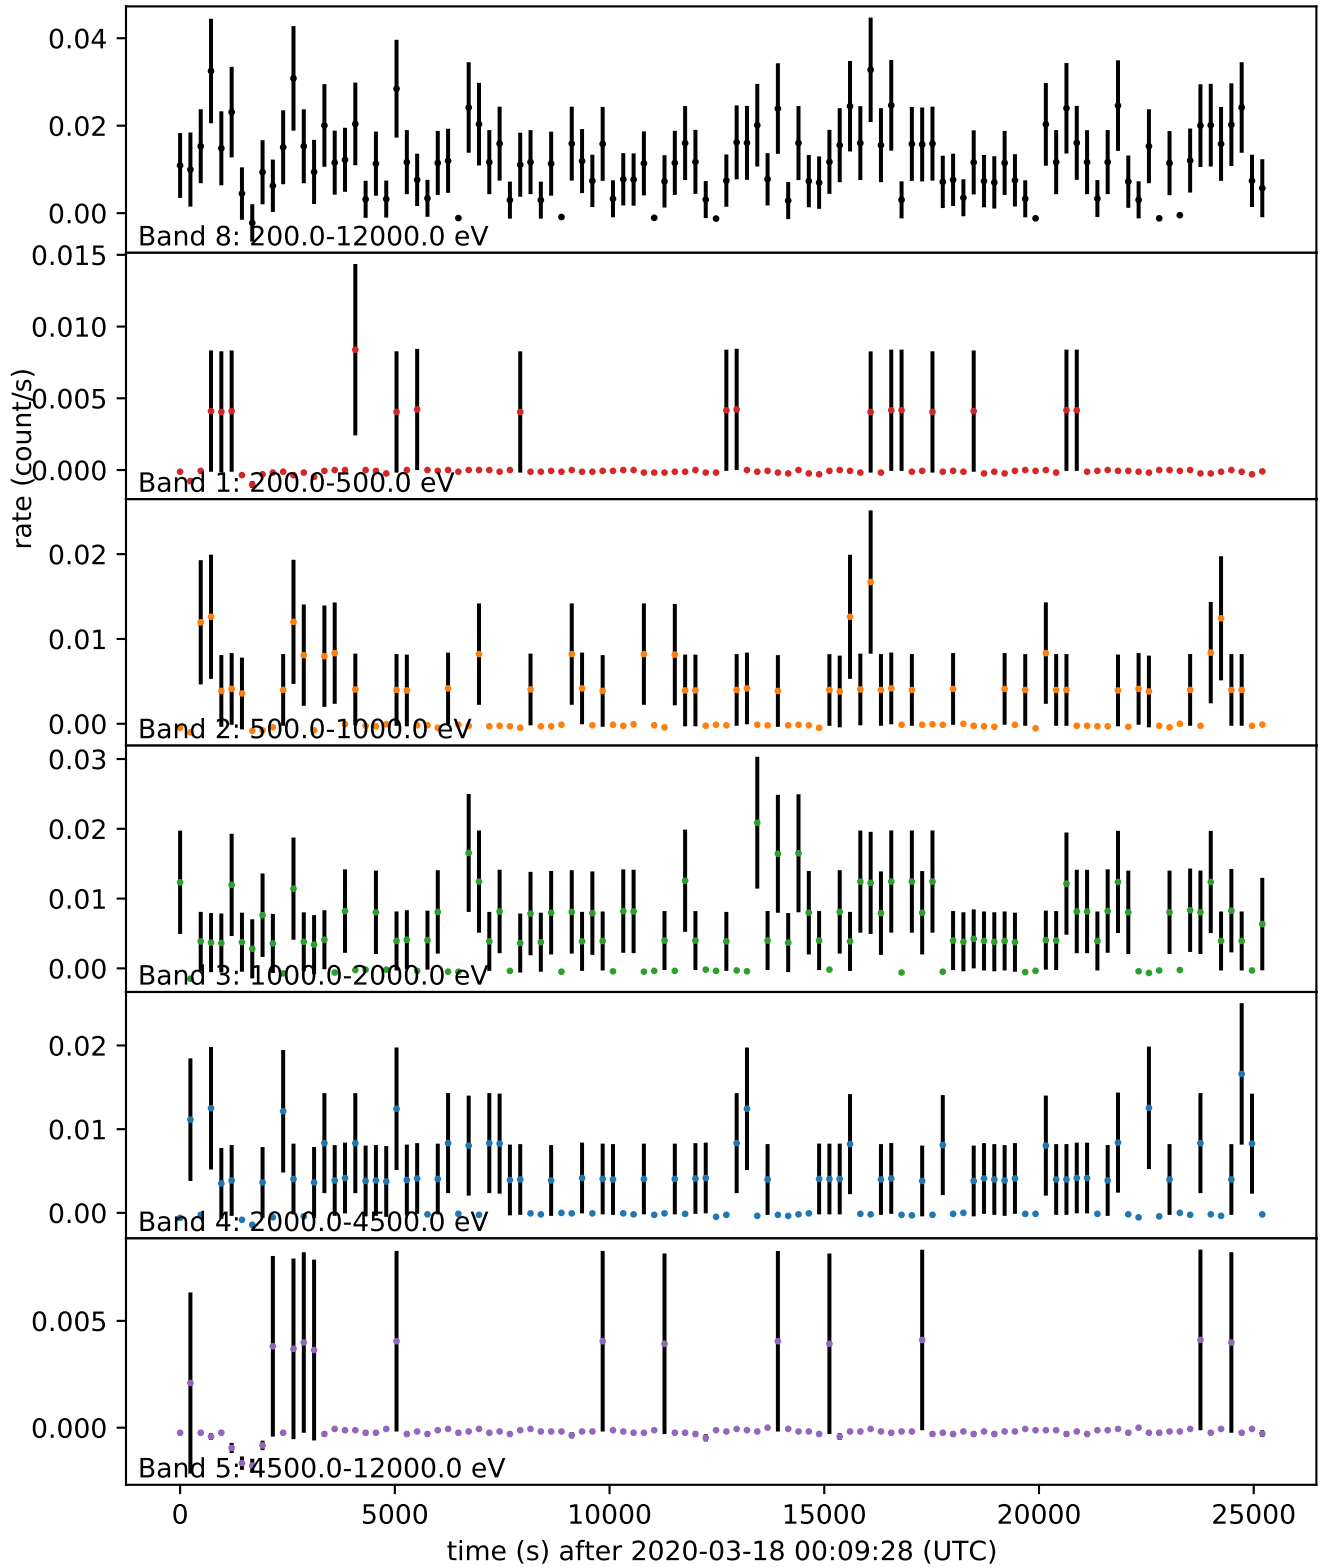 0.04
0.02
0.00
Band 8: 200.0-12000.0 eV
0.015
0.010
0.005
0.000
Band 1: 200.0-500.0 eV
rate (count/s)
0.02
0.01
0.00
Band 2: 500.0-1000.0 eV
0.03
0.02
0.01
0.00
Band 3: 1000.0-2000.0 eV
0.02
0.01
0.00
Band 4: 2000.0-4500.0 eV
0.005
0.000
Band 5: 4500.0-12000.0 eV
0 5000 10000 15000 20000 25000
time (s) after 2020-03-18 00:09:28 (UTC)